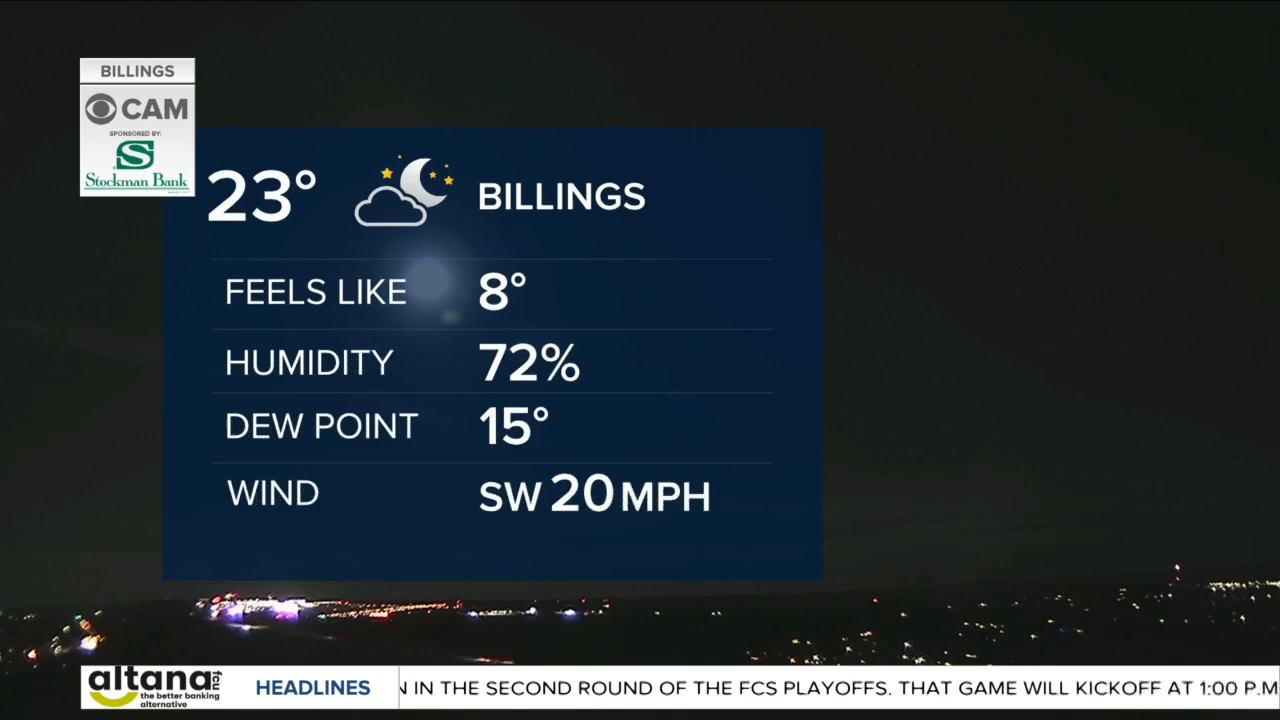 BILLINGS
CAM
SPONSORED BY:
S
Stockman Bank
23° BILLINGS
FEELS LIKE 8°
HUMIDITY 72%
DEW POINT 15°
WIND SW 20 MPH
altana fcu
the better banking
alternative
HEADLINES
IN THE SECOND ROUND OF THE FCS PLAYOFFS. THAT GAME WILL KICKOFF AT 1:00 P.M